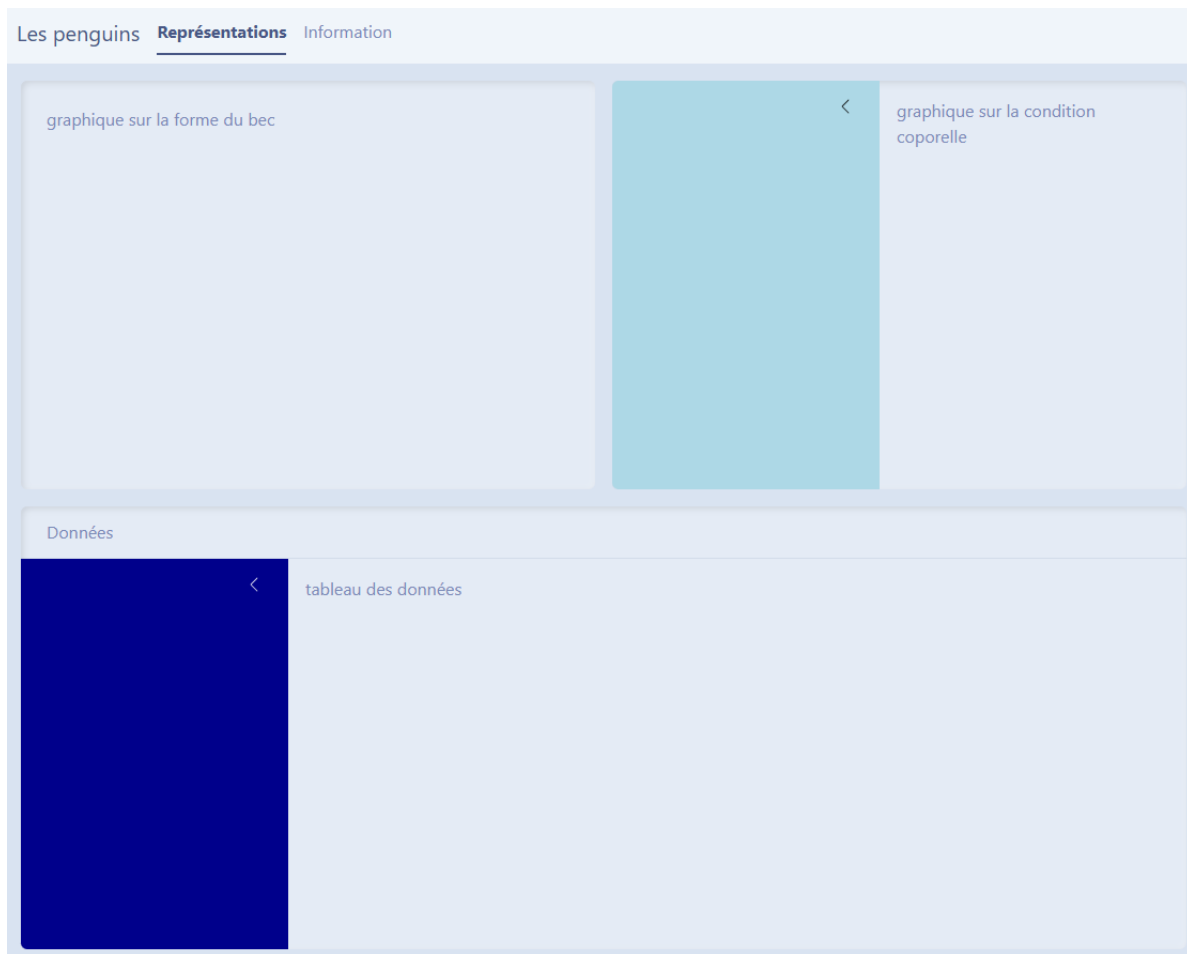 Les penguins Représentations Information
graphique sur la forme du bec
graphique sur la condition
coporelle
Données
tableau des données